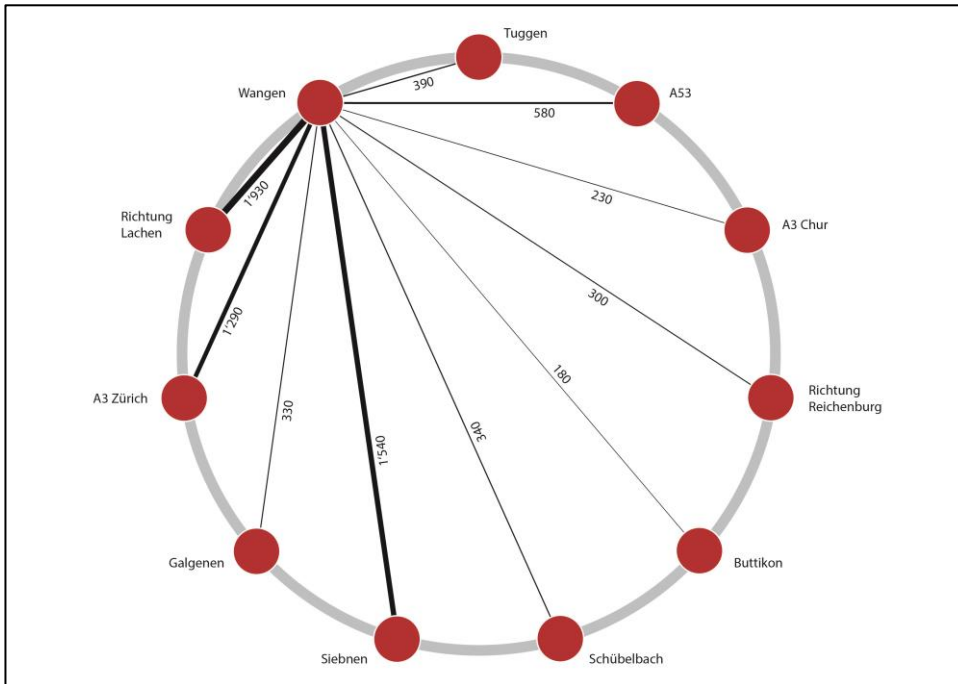 Tuggen
Wangen
390
A53
580
1'930
230
Richtung
Lachen
A3 Chur
300
1'290
180
A3 Zürich
Richtung
Reichenburg
330
340
1'540
Galgenen
Buttikon
Siebnen
Schübelbach